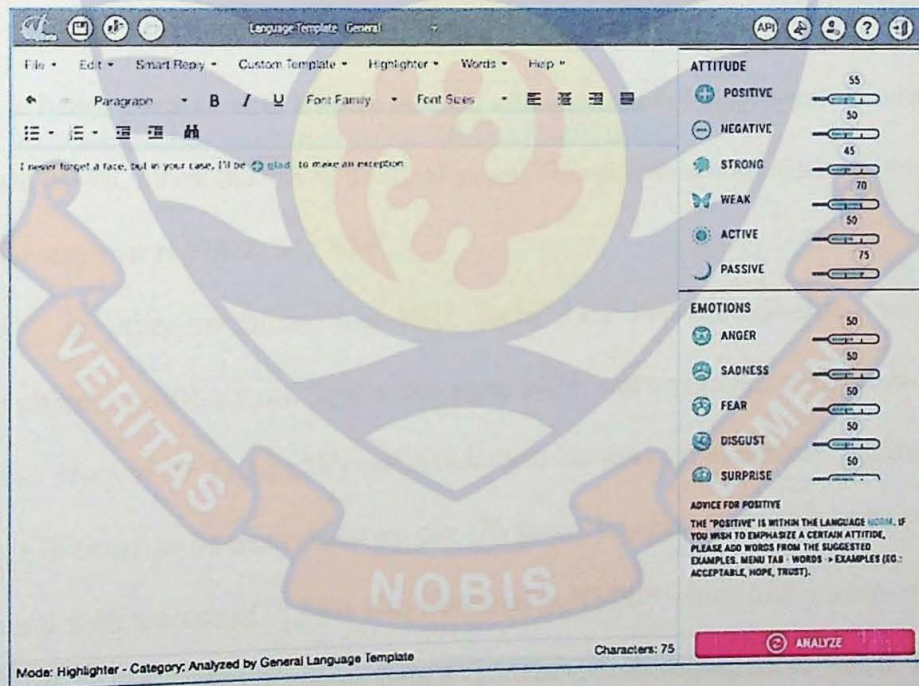 Language Template General
API
?
File Edit Smart Reply Custom Template Highlighter Words Help
Paragraph B I U Font Family Font Sizes
I never forget a face, but in your case, I'll be glad to make an exception
ATTITUDE
55
POSITIVE
50
NEGATIVE
45
STRONG
70
WEAK
50
ACTIVE
75
PASSIVE
EMOTIONS
50
ANGER
50
SADNESS
50
FEAR
50
DISGUST
50
SURPRISE
ADVICE FOR POSITIVE
THE "POSITIVE" IS WITHIN THE LANGUAGE NORM. IF
YOU WISH TO EMPHASIZE A CERTAIN ATTITIDE,
PLEASE ADD WORDS FROM THE SUGGESTED
EXAMPLES. MENU TAB - WORDS -> EXAMPLES (EG.:
ACCEPTABLE, HOPE, TRUST).
ANALYZE
VERITAS
NOBIS
LUMEN
Mode: Highlighter - Category; Analyzed by General Language Template
Characters: 75